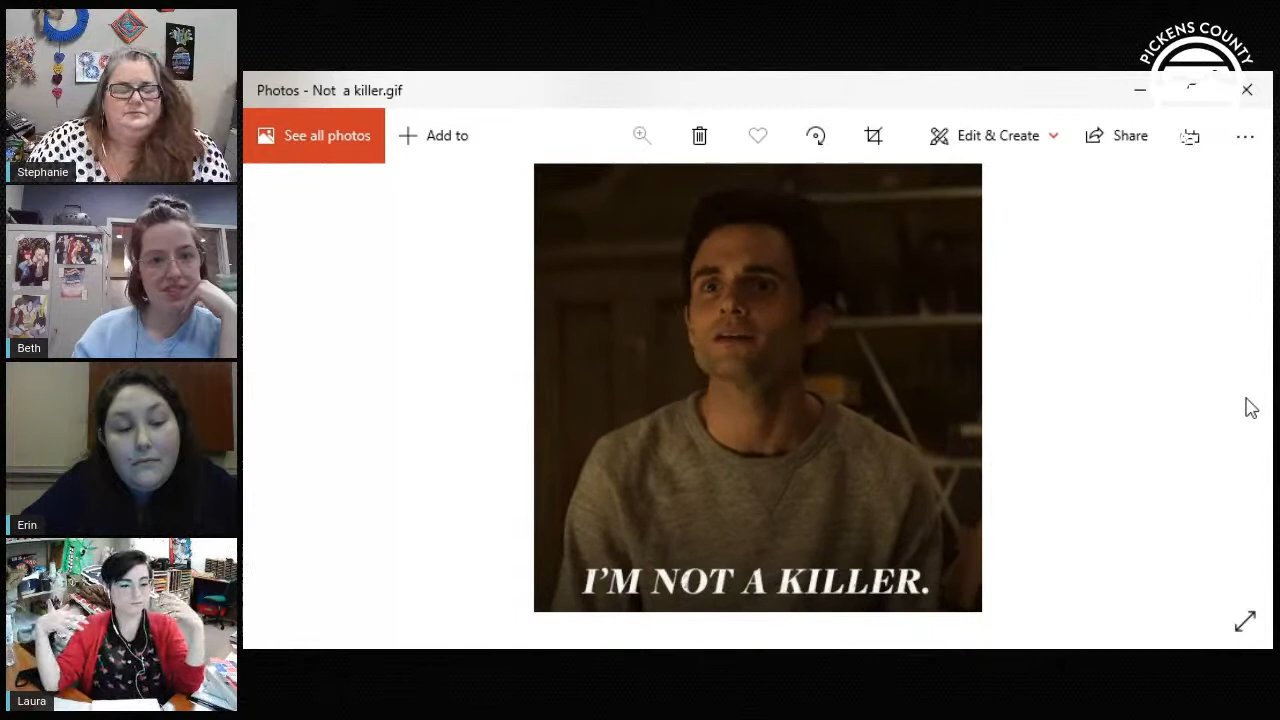 PICKENS COUNTY
Photos - Not a killer.gif
See all photos
Add to
Edit & Create
Share
I'M NOT A KILLER.
Stephanie
Beth
Erin
Laura